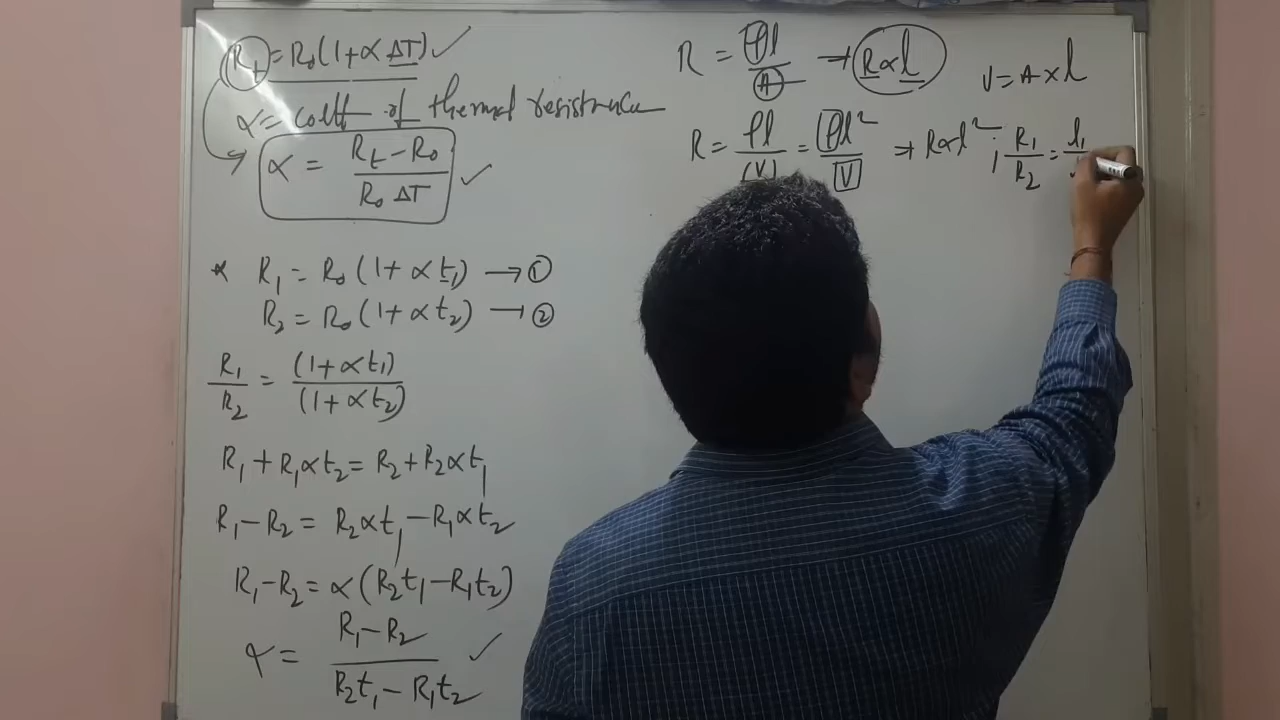 Rt = R₀(1+α ΔT) ✓
α = coeff of thermal resistance
α = (Rt – R₀) / (R₀ ΔT) ✓
* R₁ = R₀ (1+αt₁) → ①
R₂ = R₀ (1+αt₂) → ②
R₁/R₂ = (1+αt₁)/(1+αt₂)
R₁ + R₁αt₂ = R₂ + R₂αt₁
R₁ – R₂ = R₂αt₁ – R₁αt₂
R₁ – R₂ = α(R₂t₁ – R₁t₂)
α = (R₁ – R₂) / (R₂t₁ – R₁t₂) ✓
R = ρl/A → R∝l
V = A × l
R = ρl/(V) = ρl²/V ⇒ R∝l² ; R₁/R₂ = l₁